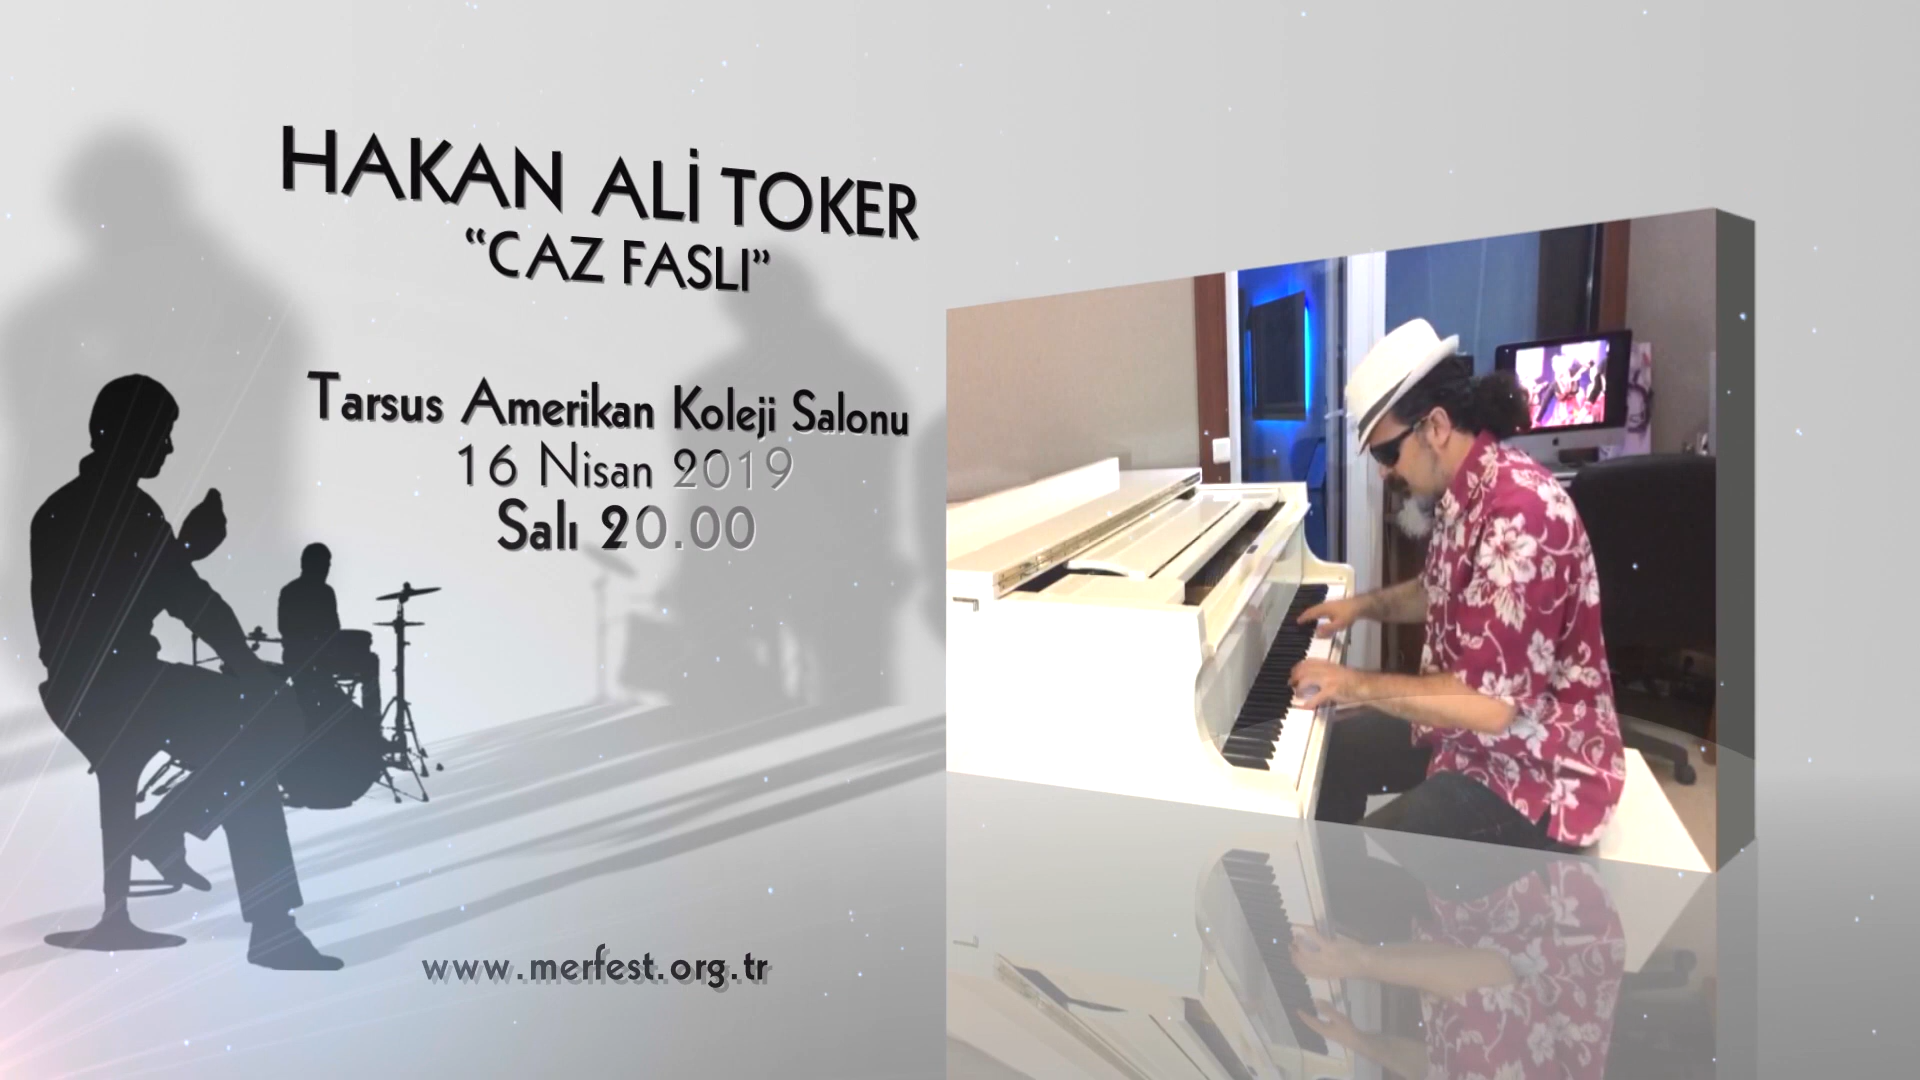 HAKAN ALİ TOKER
“CAZ FASLI”
Tarsus Amerikan Koleji Salonu
16 Nisan 2019
Salı 20.00
www.merfest.org.tr